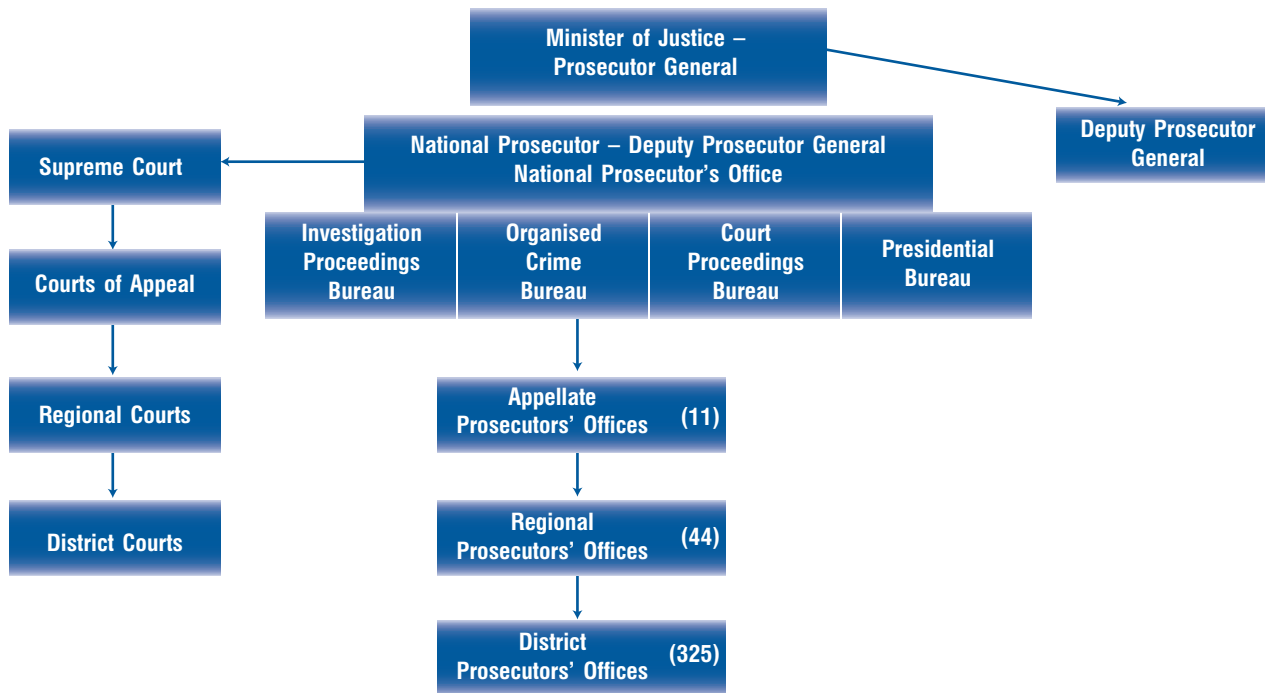 Minister of Justice –
Prosecutor General
Deputy Prosecutor
General
National Prosecutor – Deputy Prosecutor General
National Prosecutor's Office
Supreme Court
Investigation
Proceedings
Bureau
Organised
Crime
Bureau
Court
Proceedings
Bureau
Presidential
Bureau
Courts of Appeal
Appellate
Prosecutors’ Offices (11)
Regional Courts
Regional
Prosecutors’ Offices (44)
District Courts
District
Prosecutors’ Offices (325)